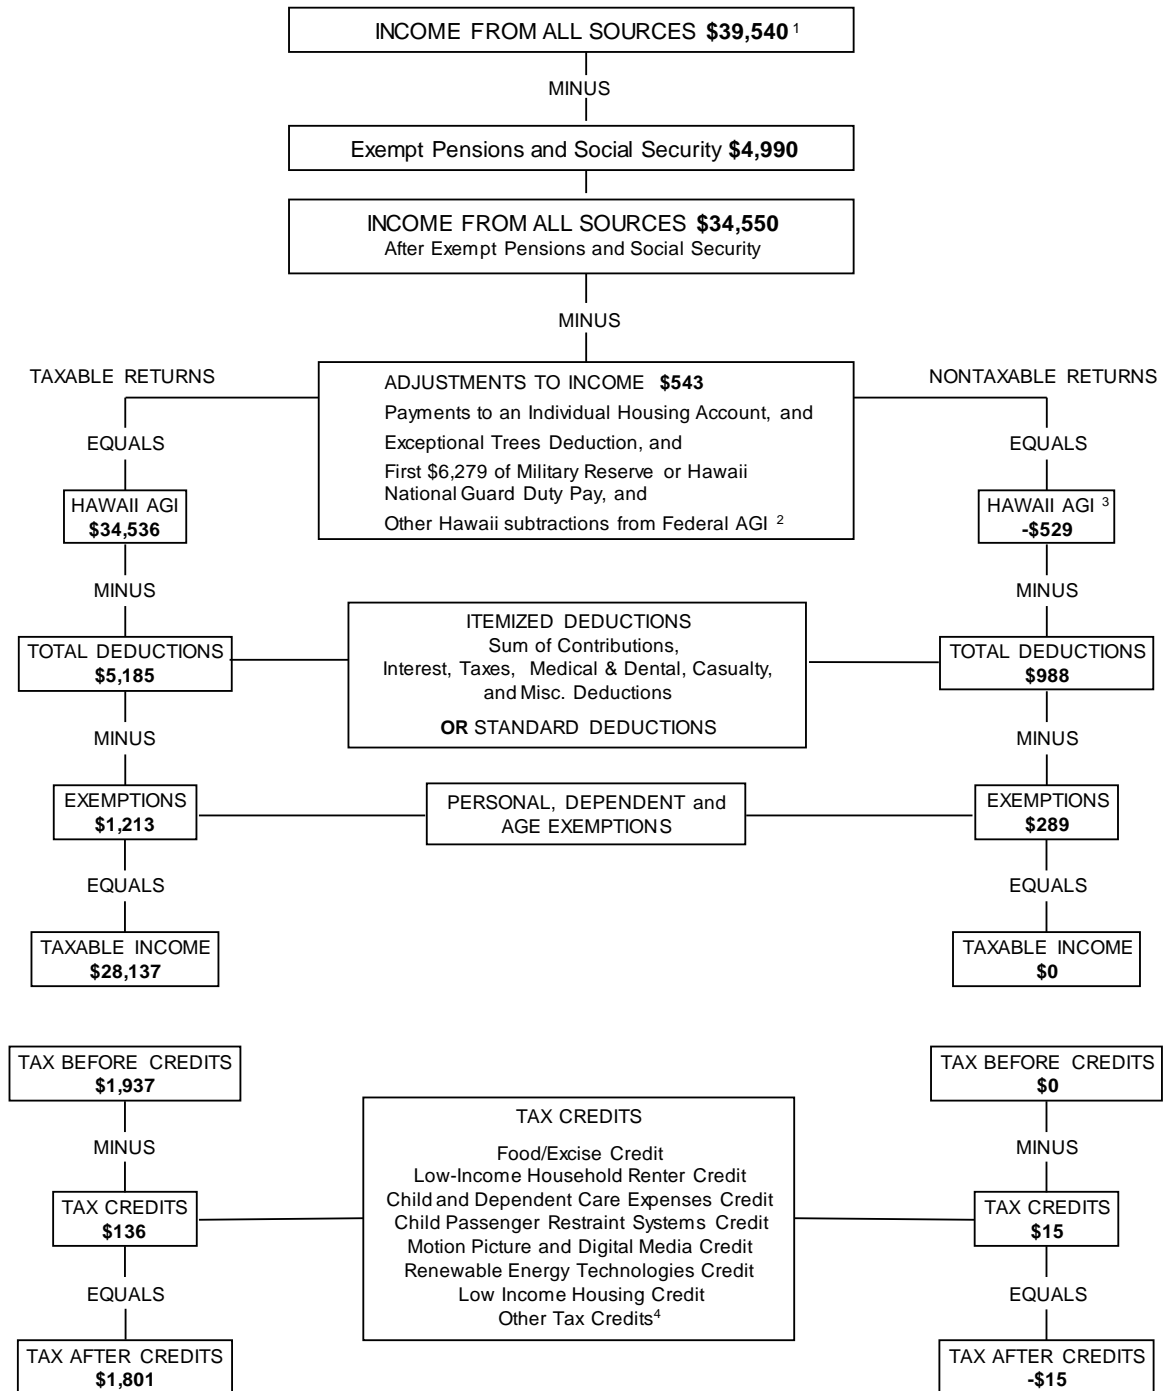 INCOME FROM ALL SOURCES $39,540 1
MINUS
Exempt Pensions and Social Security $4,990
INCOME FROM ALL SOURCES $34,550
After Exempt Pensions and Social Security
MINUS
TAXABLE RETURNS
NONTAXABLE RETURNS
ADJUSTMENTS TO INCOME $543
Payments to an Individual Housing Account, and
Exceptional Trees Deduction, and
First $6,279 of Military Reserve or Hawaii
National Guard Duty Pay, and
Other Hawaii subtractions from Federal AGI 2
EQUALS
EQUALS
HAWAII AGI
$34,536
HAWAII AGI 3
-$529
MINUS
MINUS
TOTAL DEDUCTIONS
$5,185
ITEMIZED DEDUCTIONS
Sum of Contributions,
Interest, Taxes, Medical & Dental, Casualty,
and Misc. Deductions
OR STANDARD DEDUCTIONS
TOTAL DEDUCTIONS
$988
MINUS
MINUS
EXEMPTIONS
$1,213
PERSONAL, DEPENDENT and
AGE EXEMPTIONS
EXEMPTIONS
$289
EQUALS
EQUALS
TAXABLE INCOME
$28,137
TAXABLE INCOME
$0
TAX BEFORE CREDITS
$1,937
TAX BEFORE CREDITS
$0
MINUS
MINUS
TAX CREDITS
$136
TAX CREDITS
Food/Excise Credit
Low-Income Household Renter Credit
Child and Dependent Care Expenses Credit
Child Passenger Restraint Systems Credit
Motion Picture and Digital Media Credit
Renewable Energy Technologies Credit
Low Income Housing Credit
Other Tax Credits4
TAX CREDITS
$15
EQUALS
EQUALS
TAX AFTER CREDITS
$1,801
TAX AFTER CREDITS
-$15